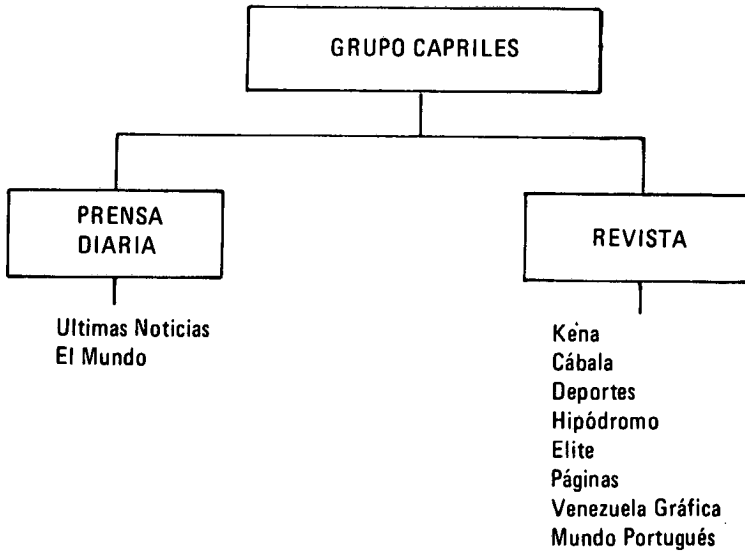 GRUPO CAPRILES
PRENSA
DIARIA
Ultimas Noticias
El Mundo
REVISTA
Kena
Cábala
Deportes
Hipódromo
Elite
Páginas
Venezuela Gráfica
Mundo Portugués